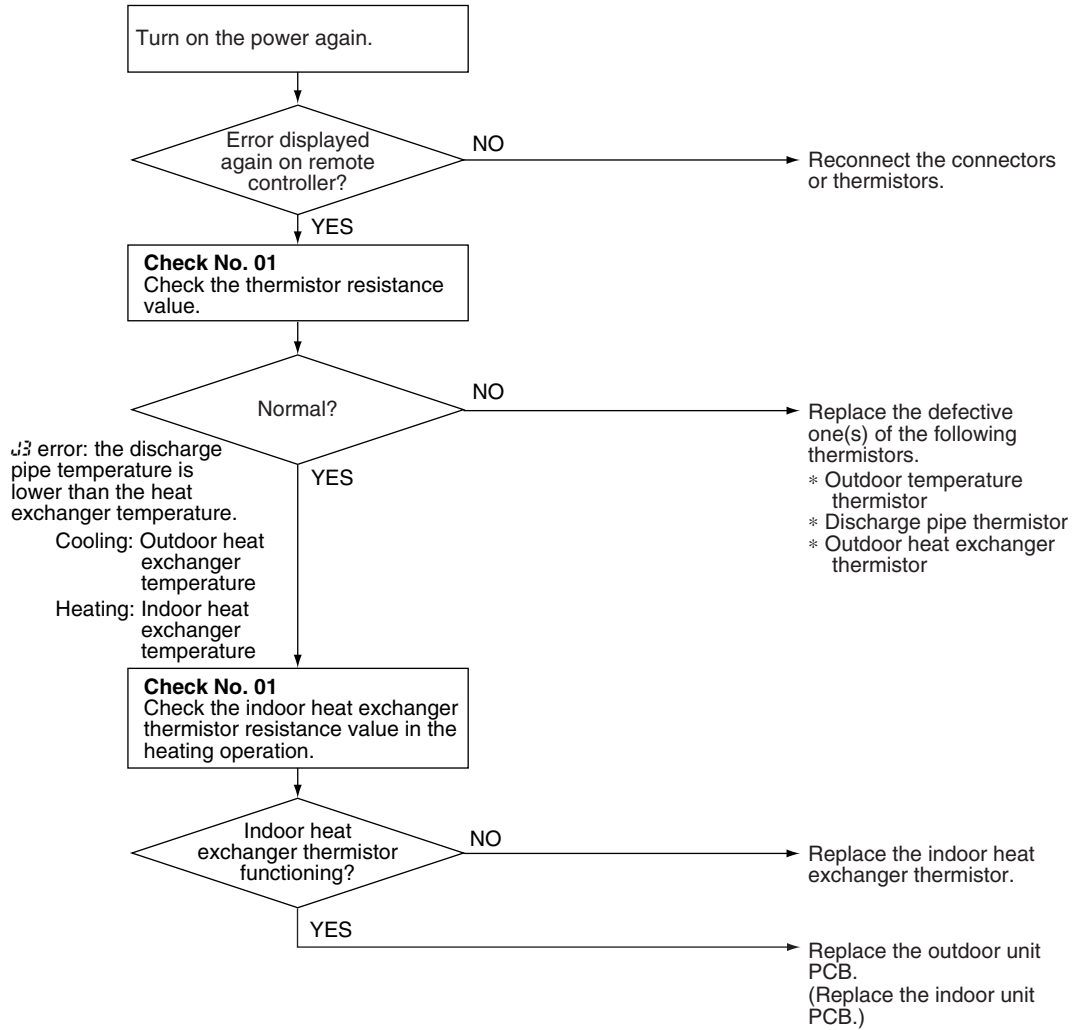 Turn on the power again.
Error displayed
again on remote
controller?
NO
Reconnect the connectors
or thermistors.
YES
Check No. 01
Check the thermistor resistance
value.
Normal?
NO
Replace the defective
one(s) of the following
thermistors.
* Outdoor temperature
thermistor
* Discharge pipe thermistor
* Outdoor heat exchanger
thermistor
YES
J3 error: the discharge
pipe temperature is
lower than the heat
exchanger temperature.
Cooling: Outdoor heat
exchanger
temperature
Heating: Indoor heat
exchanger
temperature
Check No. 01
Check the indoor heat exchanger
thermistor resistance value in the
heating operation.
Indoor heat
exchanger thermistor
functioning?
NO
Replace the indoor heat
exchanger thermistor.
YES
Replace the outdoor unit
PCB.
(Replace the indoor unit
PCB.)